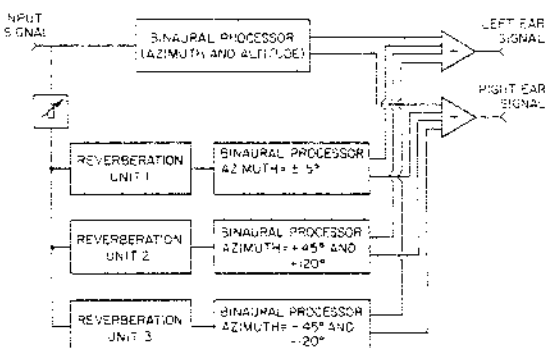 INPUT
SIGNAL
BINAURAL PROCESSOR
(AZIMUTH AND ALTITUDE)
LEFT EAR
SIGNAL
RIGHT EAR
SIGNAL
REVERBERATION
UNIT 1
BINAURAL PROCESSOR
AZIMUTH= ± 5°
REVERBERATION
UNIT 2
BINAURAL PROCESSOR
AZIMUTH= +45° AND
+120°
REVERBERATION
UNIT 3
BINAURAL PROCESSOR
AZIMUTH= -45° AND
-120°